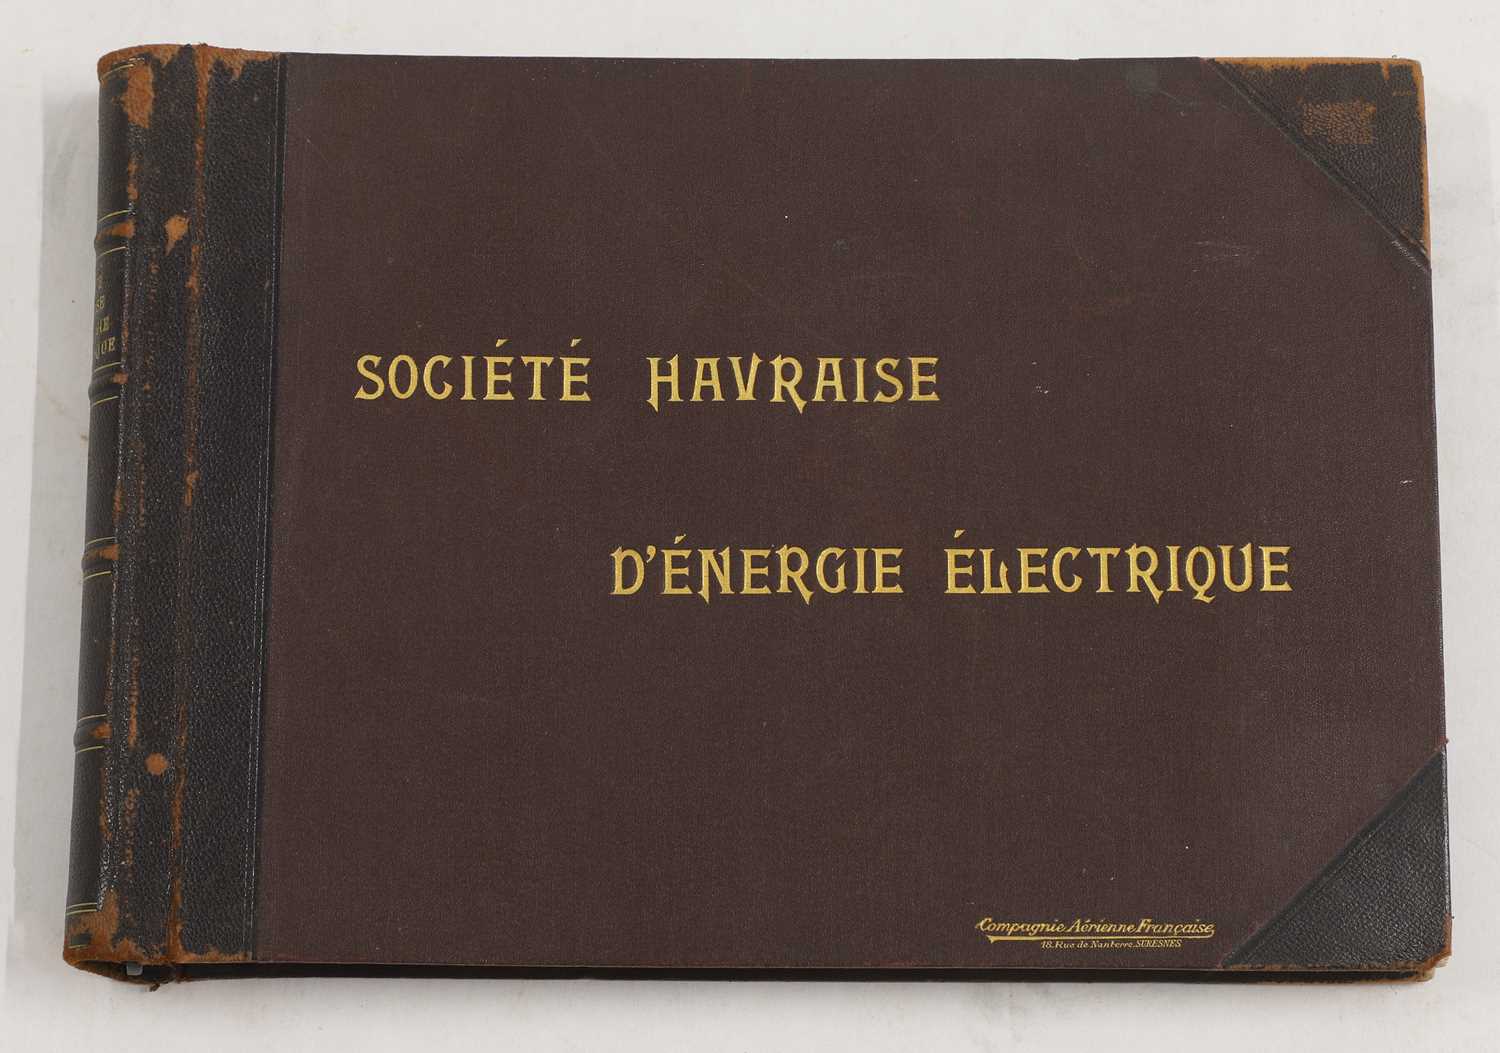 SOCIÉTÉ HAVRAISE
D'ÉNERGIE ÉLECTRIQUE
Compagnie Aérienne Française
18. Rue de Nanterre. SURESNES